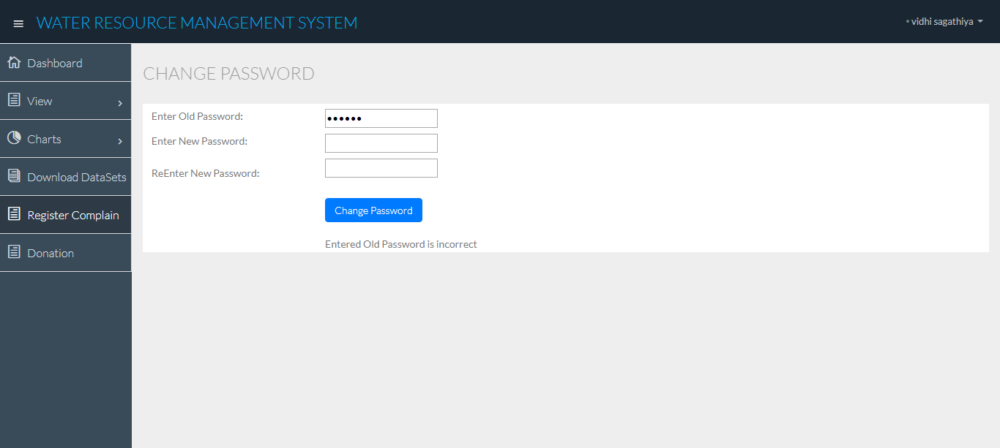 WATER RESOURCE MANAGEMENT SYSTEM
vidhi sagathiya
Dashboard
View
Charts
Download DataSets
Register Complain
Donation
CHANGE PASSWORD
Enter Old Password:
Enter New Password:
ReEnter New Password:
Change Password
Entered Old Password is incorrect